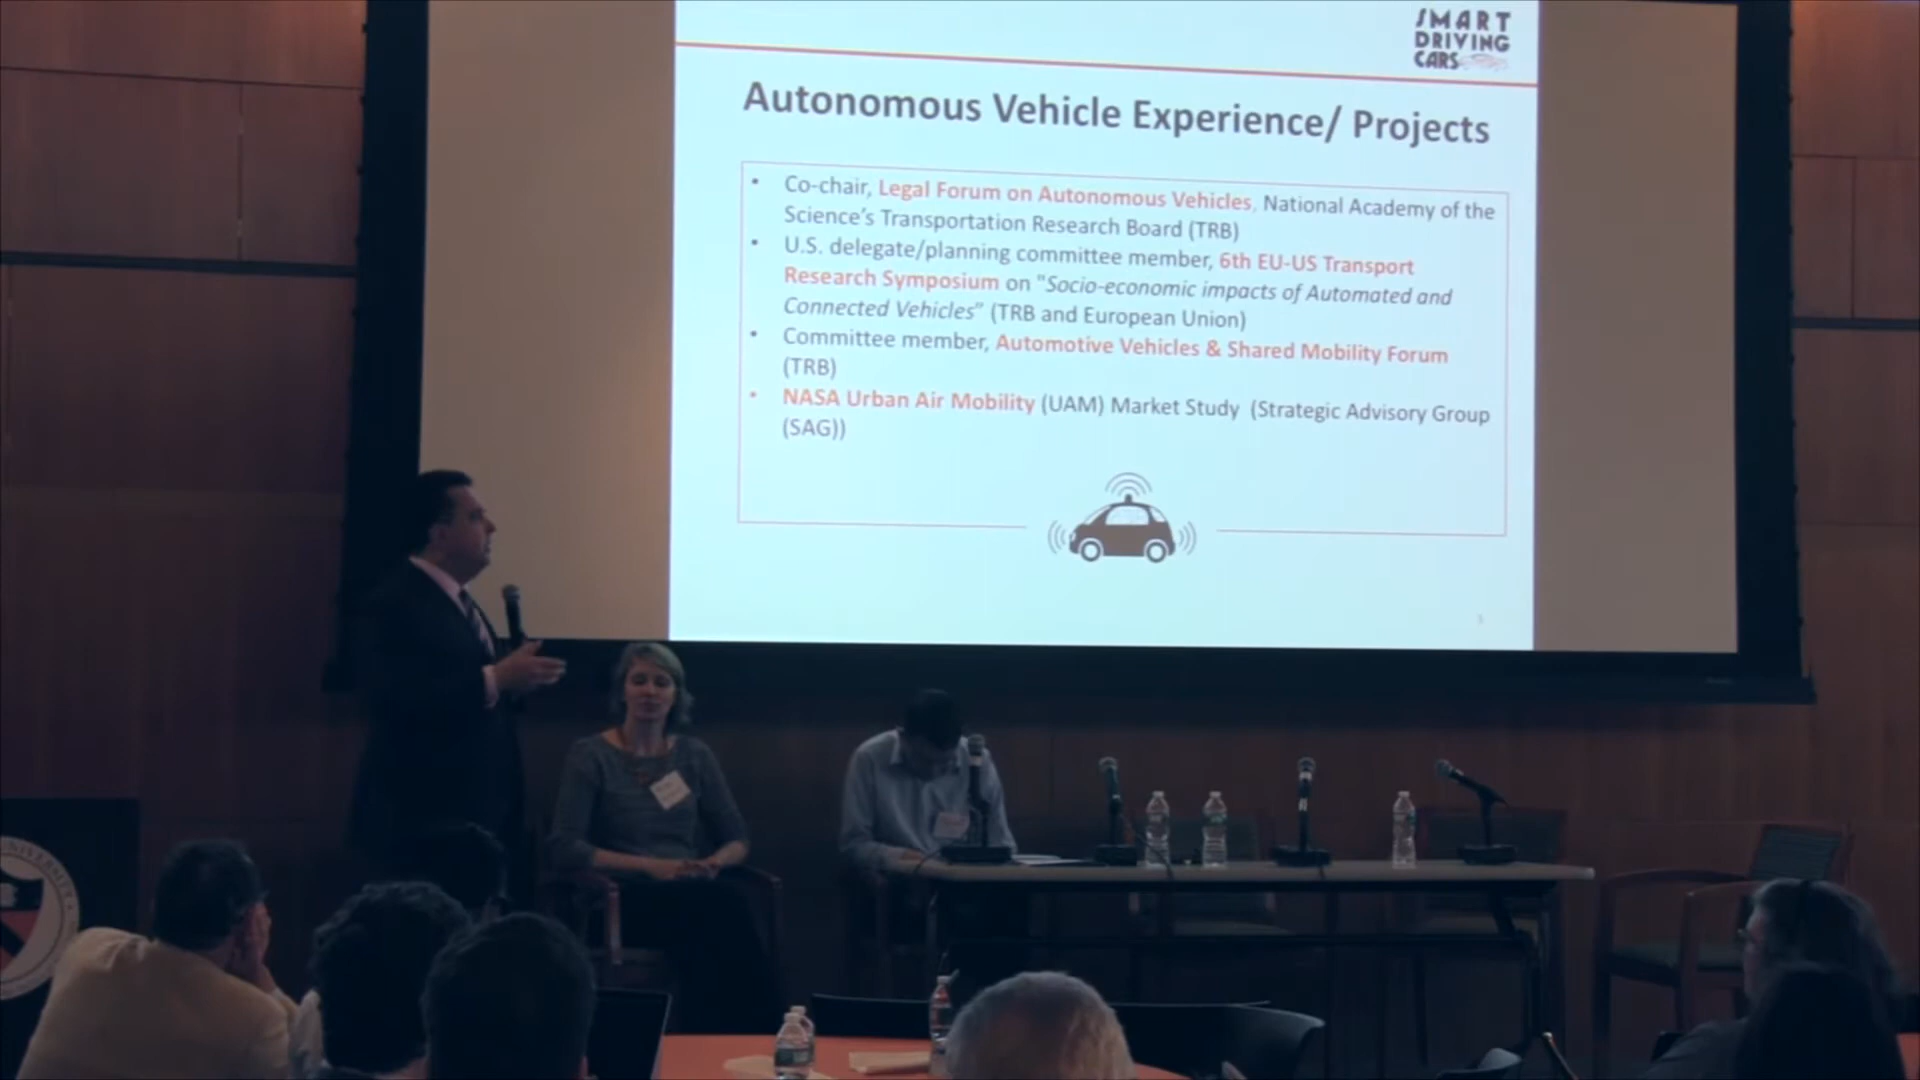 SMART
DRIVING
CARS
Autonomous Vehicle Experience/ Projects
• Co-chair, Legal Forum on Autonomous Vehicles, National Academy of the
Science's Transportation Research Board (TRB)
• U.S. delegate/planning committee member, 6th EU-US Transport
Research Symposium on "Socio-economic impacts of Automated and
Connected Vehicles" (TRB and European Union)
• Committee member, Automotive Vehicles & Shared Mobility Forum
(TRB)
• NASA Urban Air Mobility (UAM) Market Study (Strategic Advisory Group
(SAG))